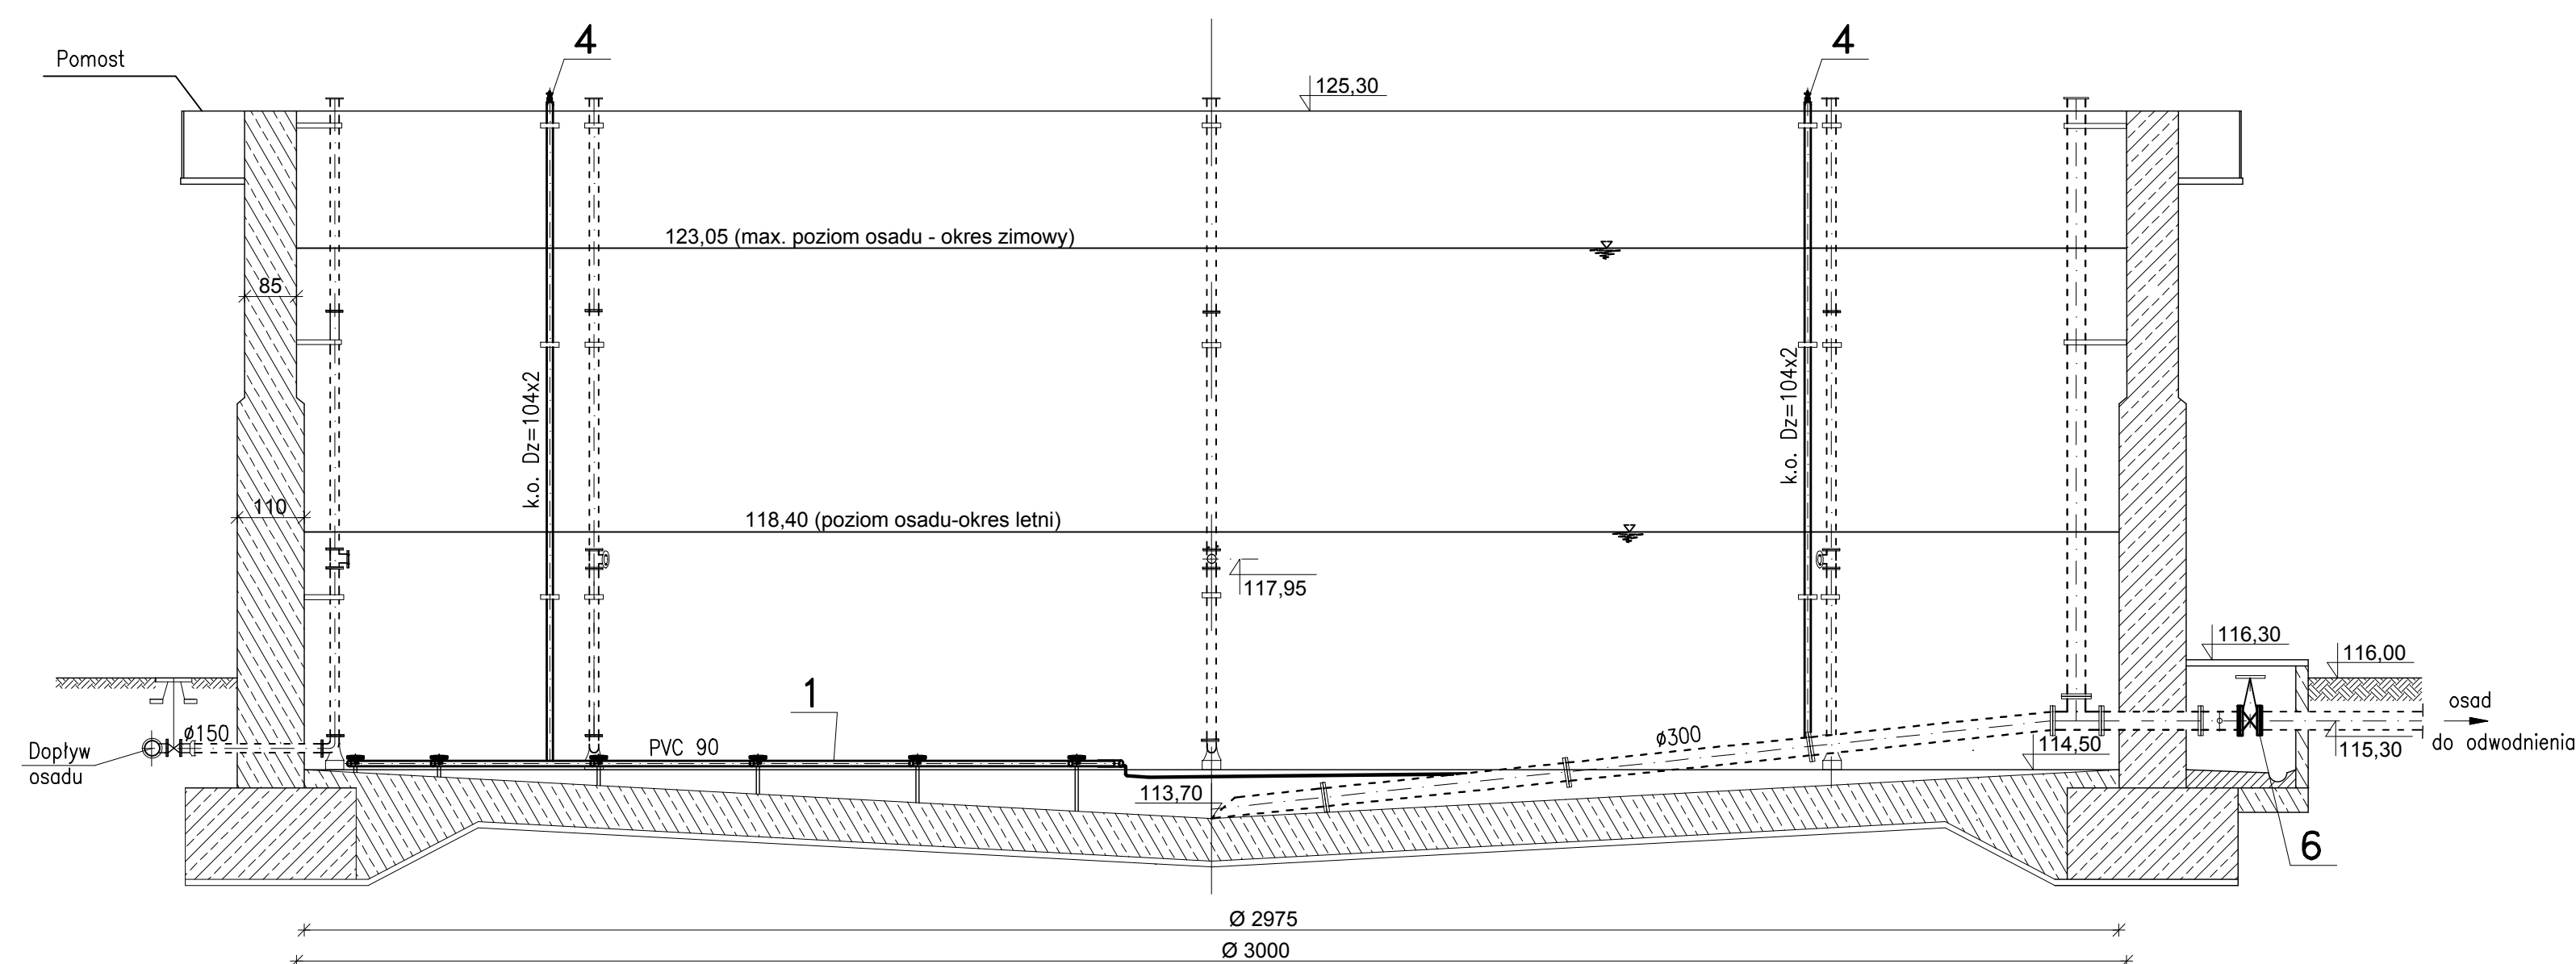 4
4
Pomost
125,30
123,05 (max. poziom osadu - okres zimowy)
85
k.o. Dz=104x2
k.o. Dz=104x2
110
118,40 (poziom osadu-okres letni)
117,95
116,30
116,00
1
osad
do odwodnienia
ø150
PVC 90
ø300
114,50
115,30
Dopływ
osadu
113,70
6
Ø 2975
Ø 3000